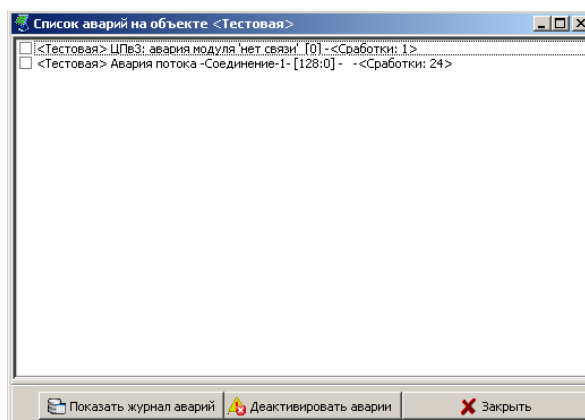 Список аварий на объекте <Тестовая>
<Тестовая> ЦПв3: авария модуля 'нет связи' [0] -<Сработки: 1>
<Тестовая> Авария потока -Соединение-1- [128:0] - -<Сработки: 24>
Показать журнал аварий
Деактивировать аварии
Закрыть